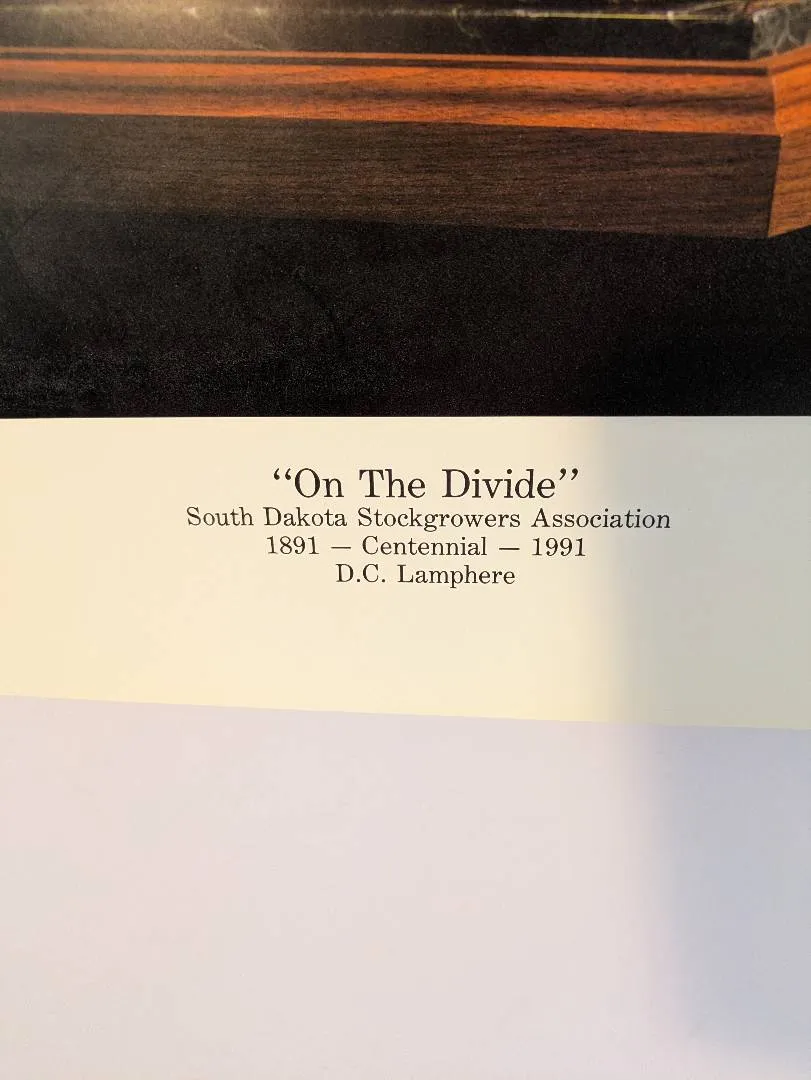 “On The Divide”
South Dakota Stockgrowers Association
1891 — Centennial — 1991
D.C. Lamphere